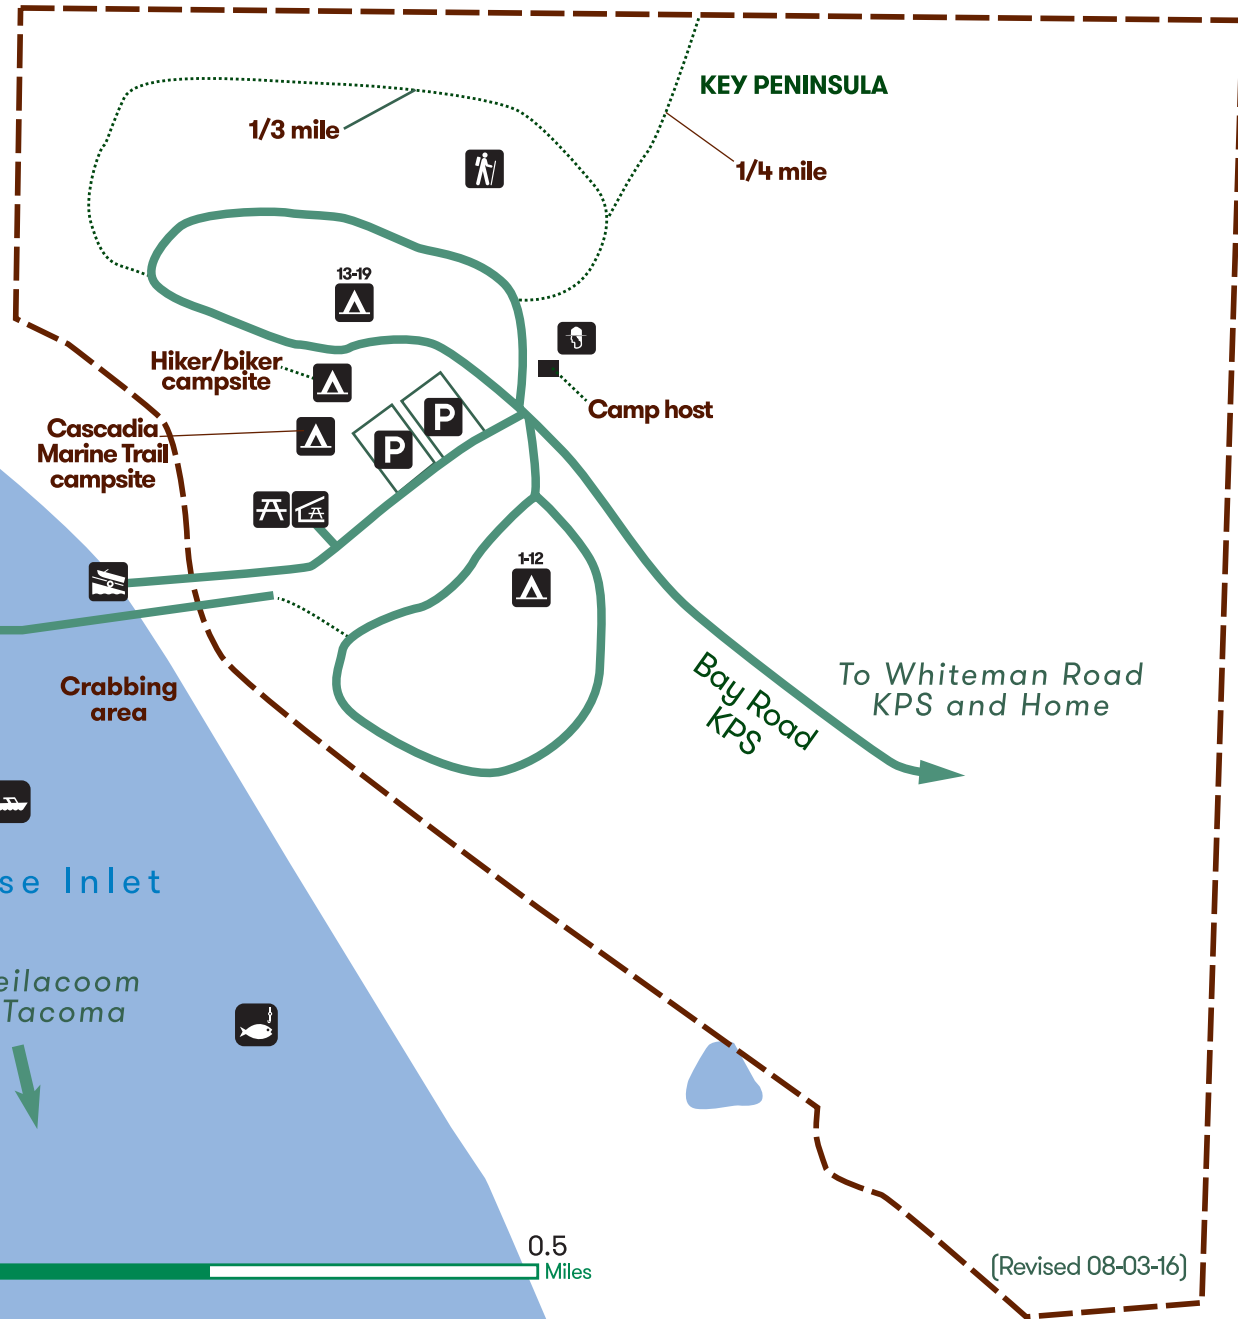 KEY PENINSULA
1/3 mile
1/4 mile
13-19
Hiker/biker
campsite
Camp host
P
P
Cascadia
Marine Trail
campsite
1-12
Crabbing
area
Bay Road
KPS
To Whiteman Road
KPS and Home
se Inlet
eilacoom
Tacoma
0.5
Miles
(Revised 08-03-16)